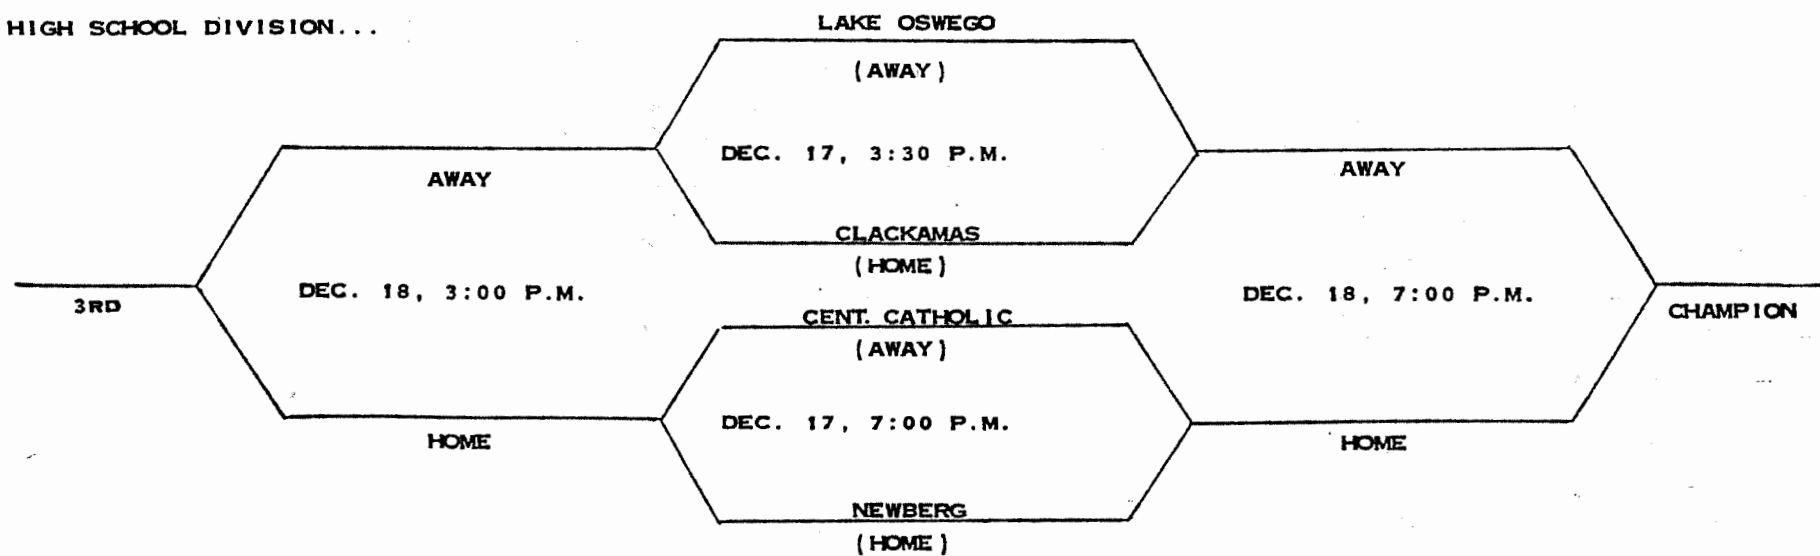 HIGH SCHOOL DIVISION...
LAKE OSWEGO
(AWAY)
DEC. 17, 3:30 P.M.
AWAY
AWAY
CLACKAMAS
(HOME)
3RD
DEC. 18, 3:00 P.M.
DEC. 18, 7:00 P.M.
CHAMPION
CENT. CATHOLIC
(AWAY)
DEC. 17, 7:00 P.M.
HOME
HOME
NEWBERG
(HOME)